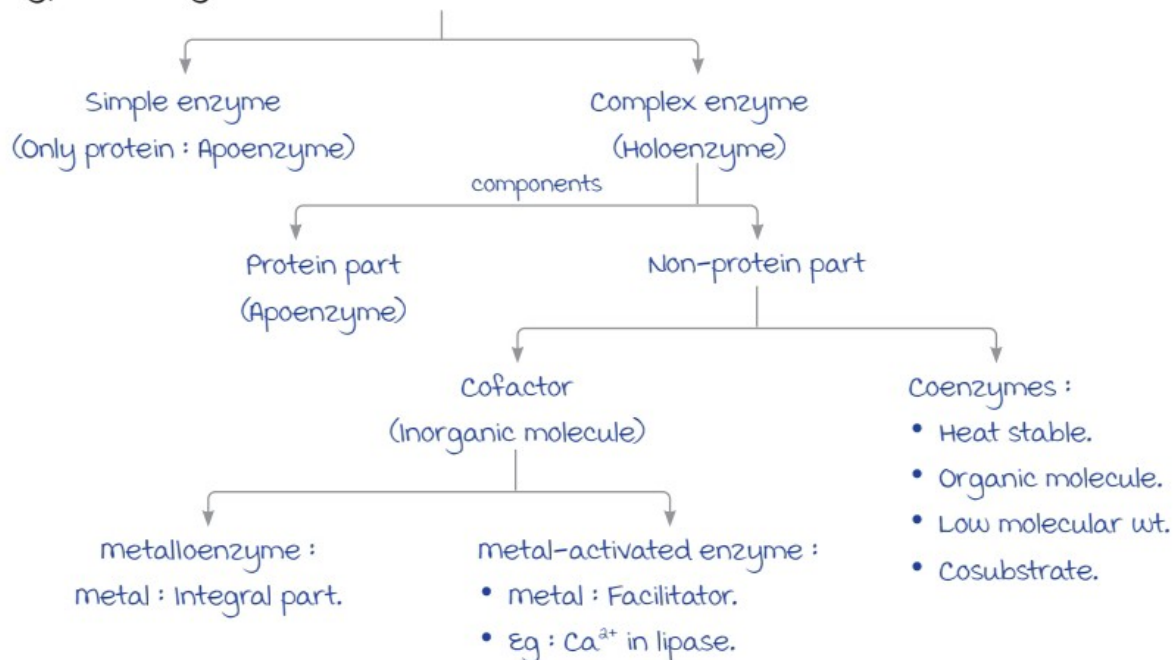 Simple enzyme
(Only protein : Apoenzyme)
Complex enzyme
(Holoenzyme)
components
Protein part
(Apoenzyme)
Non-protein part
Cofactor
(Inorganic molecule)
Coenzymes :
• Heat stable.
• Organic molecule.
• Low molecular wt.
• Cosubstrate.
metalloenzyme :
metal : Integral part.
metal-activated enzyme :
• metal : Facilitator.
• Eg : Ca²⁺ in lipase.